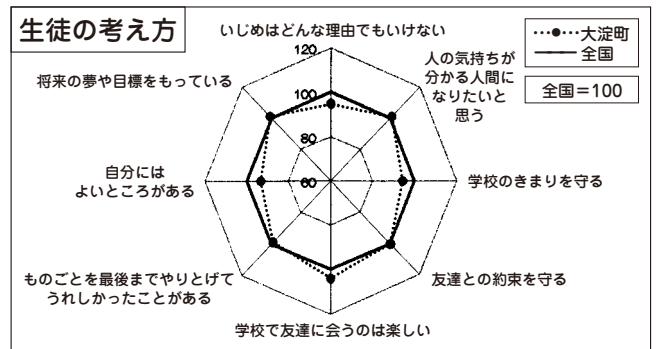 生徒の考え方
いじめはどんな理由でもいけない
大淀町
全国
全国=100
人の気持ちが
分かる人間に
なりたいと
思う
学校のきまりを守る
友達との約束を守る
学校で友達に会うのは楽しい
ものごとを最後までやりとげて
うれしかったことがある
自分には
よいところがある
将来の夢や目標をもっている
120
100
80
60